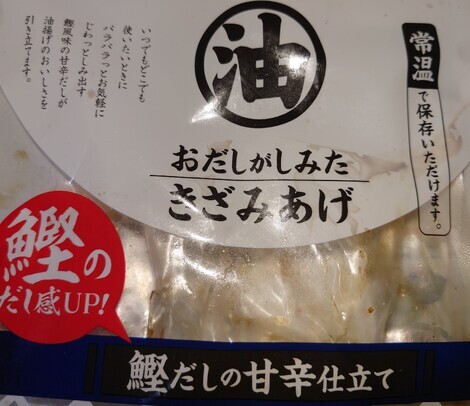 いつでもどこでも
使いたいときに
バラバラっとお気軽に
じわっとしみ出す
鰹風味の甘辛だしが
油揚げのおいしさを
引き立てます。
油
常温で保存いただけます。
おだしがしみた
きざみあげ
鰹の
だし感UP!
鰹だしの甘辛仕立て